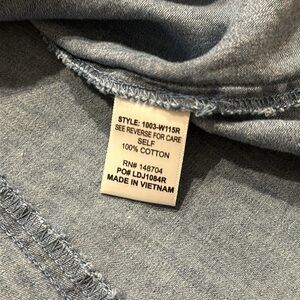 STYLE: 1003-W115R
SEE REVERSE FOR CARE
SELF
100% COTTON
RN# 148704
PO# LDJ1084R
MADE IN VIETNAM